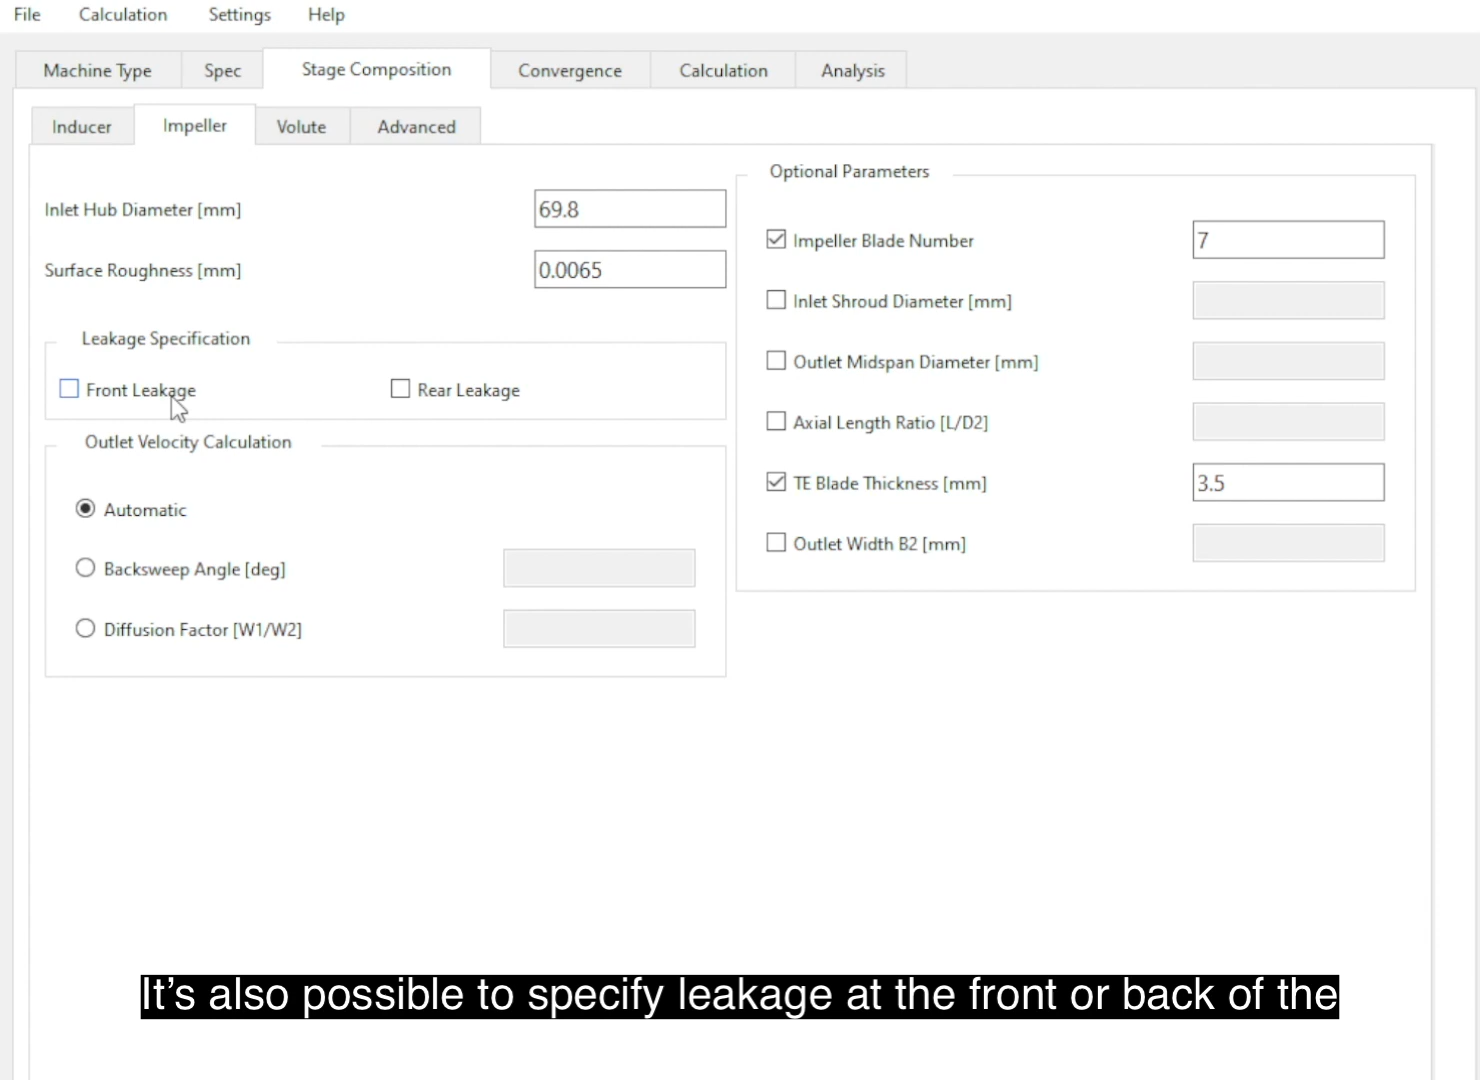 File Calculation Settings Help
Machine Type Spec Stage Composition Convergence Calculation Analysis
Inducer Impeller Volute Advanced
Inlet Hub Diameter [mm] 69.8
Surface Roughness [mm] 0.0065
Leakage Specification
Front Leakage Rear Leakage
Outlet Velocity Calculation
Automatic
Backsweep Angle [deg]
Diffusion Factor [W1/W2]
Optional Parameters
Impeller Blade Number 7
Inlet Shroud Diameter [mm]
Outlet Midspan Diameter [mm]
Axial Length Ratio [L/D2]
TE Blade Thickness [mm] 3.5
Outlet Width B2 [mm]
It's also possible to specify leakage at the front or back of the